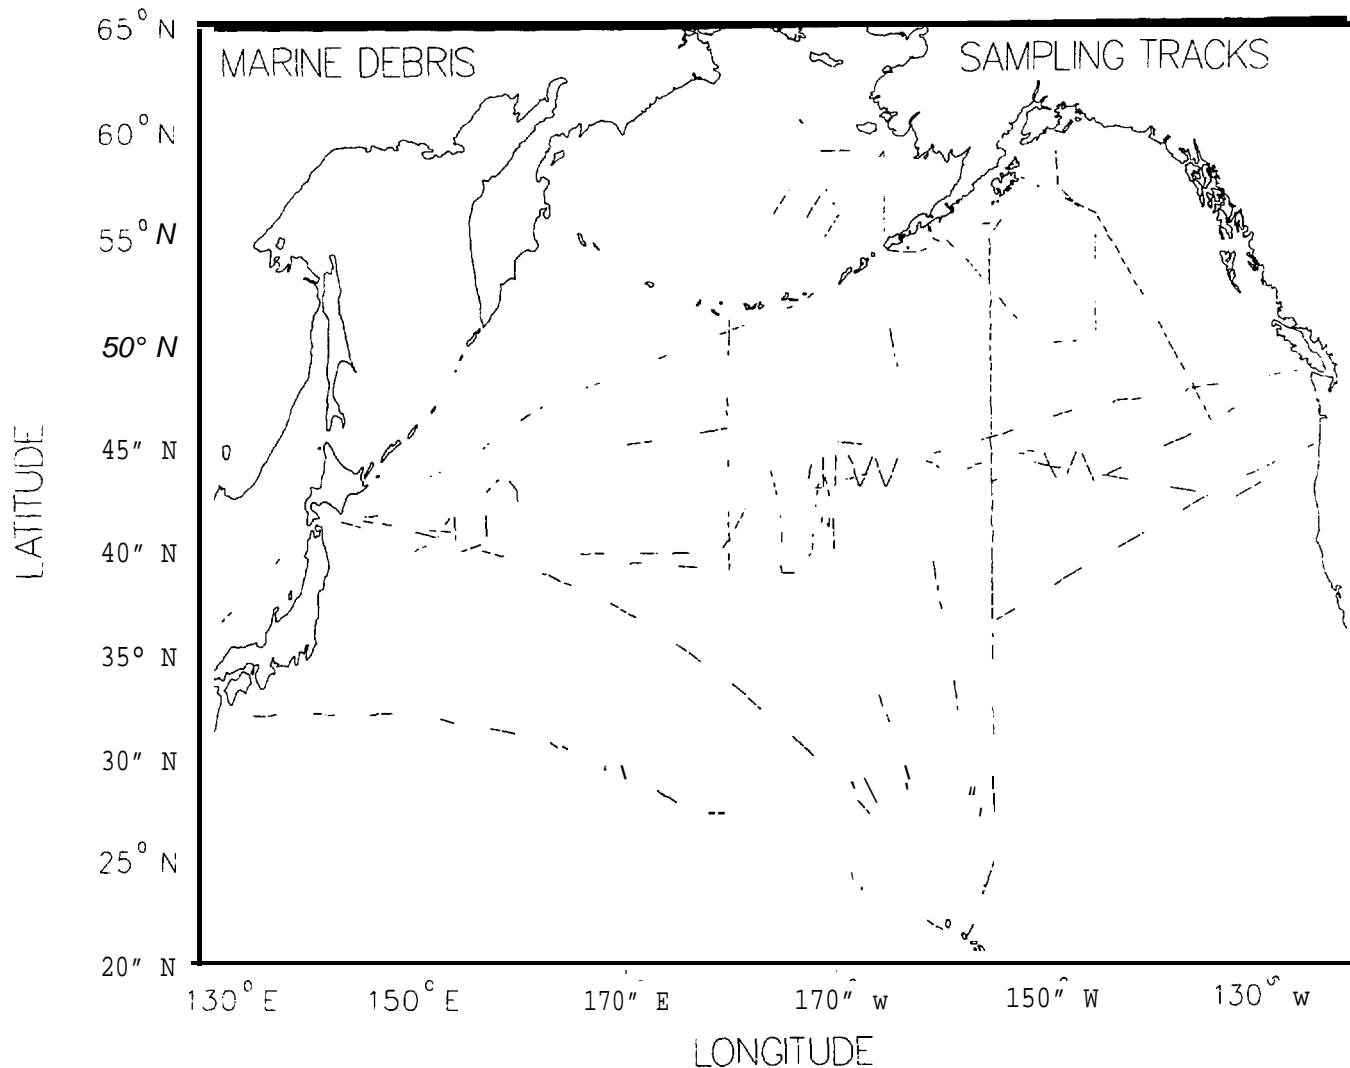 65° N
MARINE DEBRIS
SAMPLING TRACKS
60° N
55° N
50° N
45″ N
40″ N
35° N
30″ N
25° N
20″ N
LATITUDE
130° E
150° E
170″ E
170″ w
150″ W
130° w
LONGITUDE